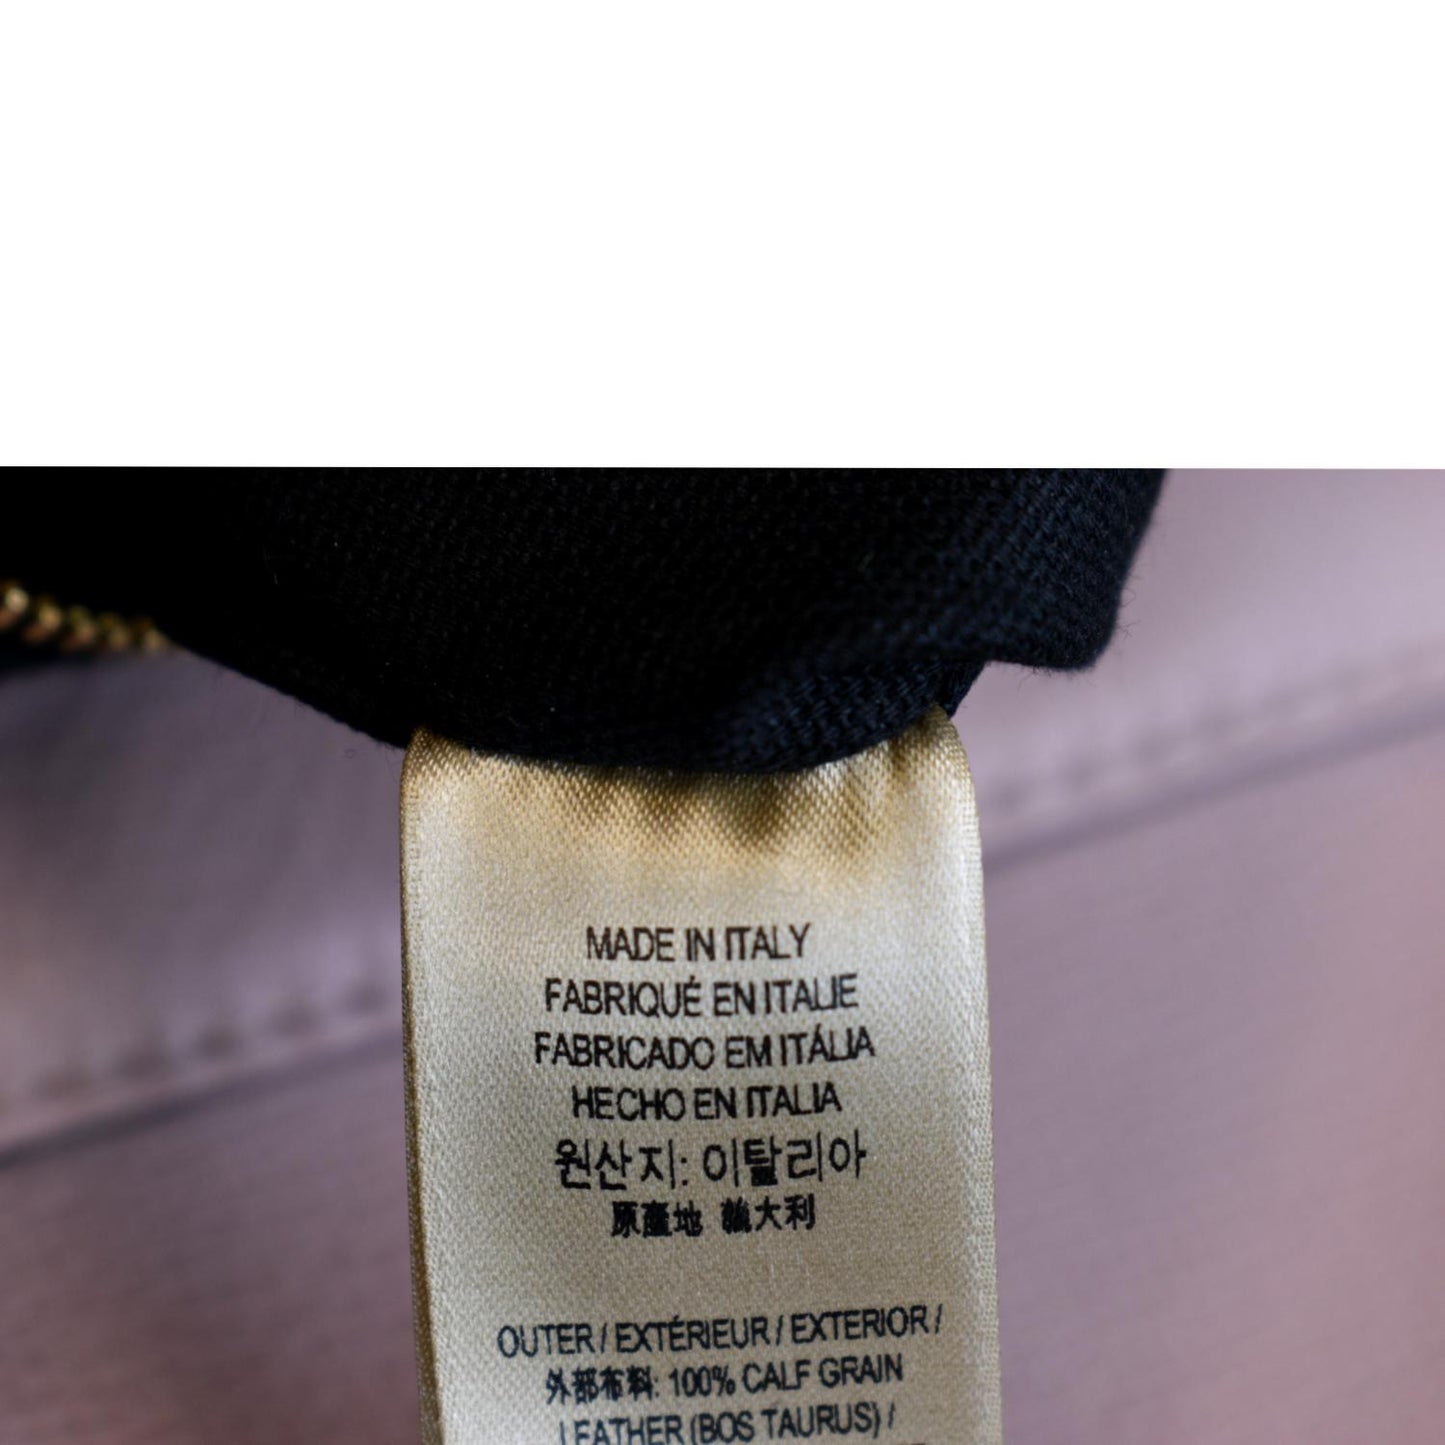 MADE IN ITALY
FABRIQUÉ EN ITALIE
FABRICADO EM ITÁLIA
HECHO EN ITALIA
원산지: 이탈리아
原產地 義大利
OUTER / EXTÉRIEUR / EXTERIOR /
外部布料: 100% CALF GRAIN
LEATHER (BOS TAURUS) /